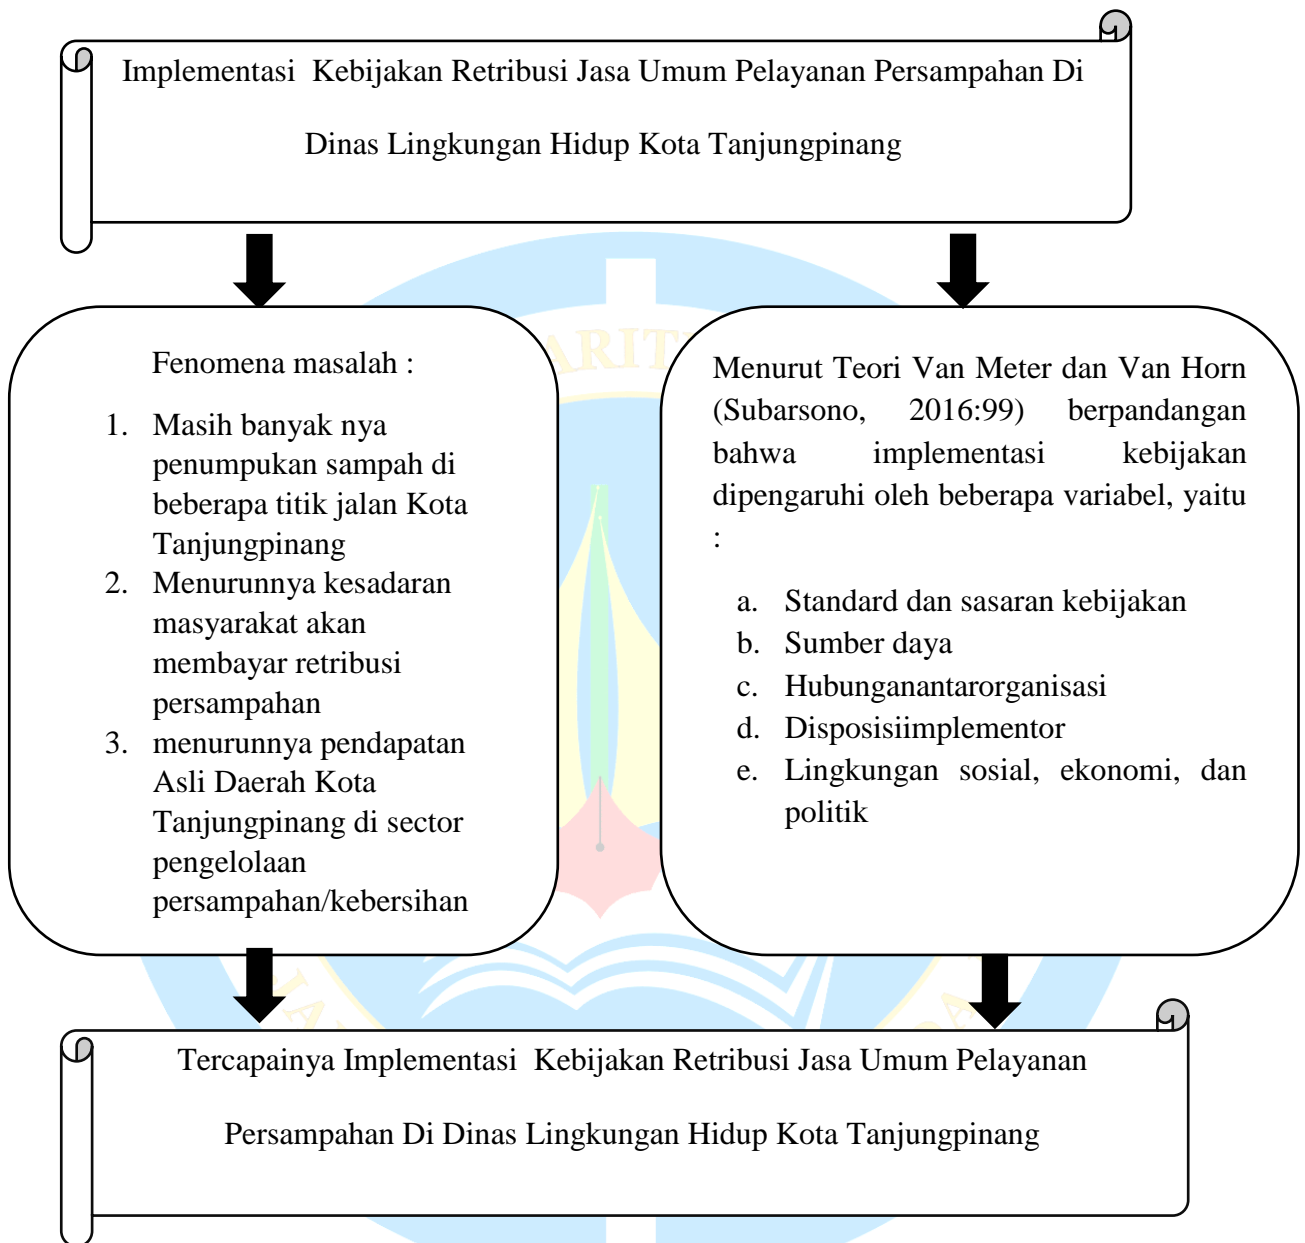 Implementasi Kebijakan Retribusi Jasa Umum Pelayanan Persampahan Di
Dinas Lingkungan Hidup Kota Tanjungpinang
Fenomena masalah :
1. Masih banyak nya
penumpukan sampah di
beberapa titik jalan Kota
Tanjungpinang
2. Menurunnya kesadaran
masyarakat akan
membayar retribusi
persampahan
3. menurunnya pendapatan
Asli Daerah Kota
Tanjungpinang di sector
pengelolaan
persampahan/kebersihan
Menurut Teori Van Meter dan Van Horn
(Subarsono, 2016:99) berpandangan
bahwa implementasi kebijakan
dipengaruhi oleh beberapa variabel, yaitu
:
a. Standard dan sasaran kebijakan
b. Sumber daya
c. Hubunganantarorganisasi
d. Disposisiimplementor
e. Lingkungan sosial, ekonomi, dan
politik
Tercapainya Implementasi Kebijakan Retribusi Jasa Umum Pelayanan
Persampahan Di Dinas Lingkungan Hidup Kota Tanjungpinang